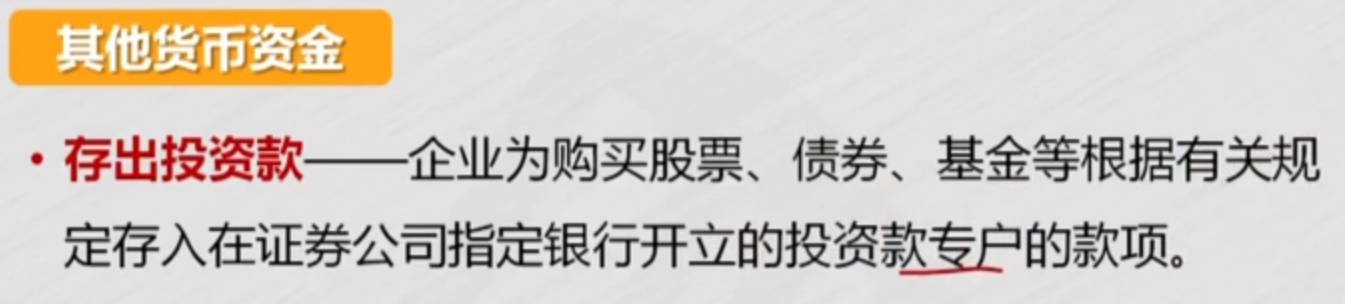 其他货币资金
• 存出投资款——企业为购买股票、债券、基金等根据有关规
定存入在证券公司指定银行开立的投资款专户的款项。